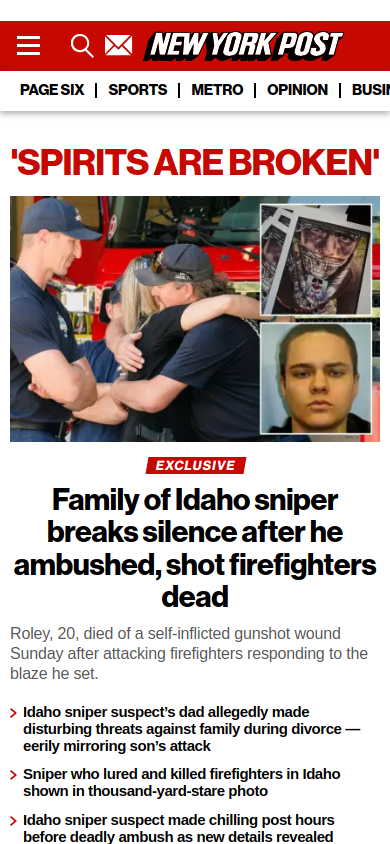 NEW YORK POST
PAGE SIX
SPORTS
METRO
OPINION
BUSIN
'SPIRITS ARE BROKEN'
EXCLUSIVE
Family of Idaho sniper
breaks silence after he
ambushed, shot firefighters
dead
Roley, 20, died of a self-inflicted gunshot wound
Sunday after attacking firefighters responding to the
blaze he set.
Idaho sniper suspect’s dad allegedly made
disturbing threats against family during divorce —
eerily mirroring son’s attack
Sniper who lured and killed firefighters in Idaho
shown in thousand-yard-stare photo
Idaho sniper suspect made chilling post hours
before deadly ambush as new details revealed